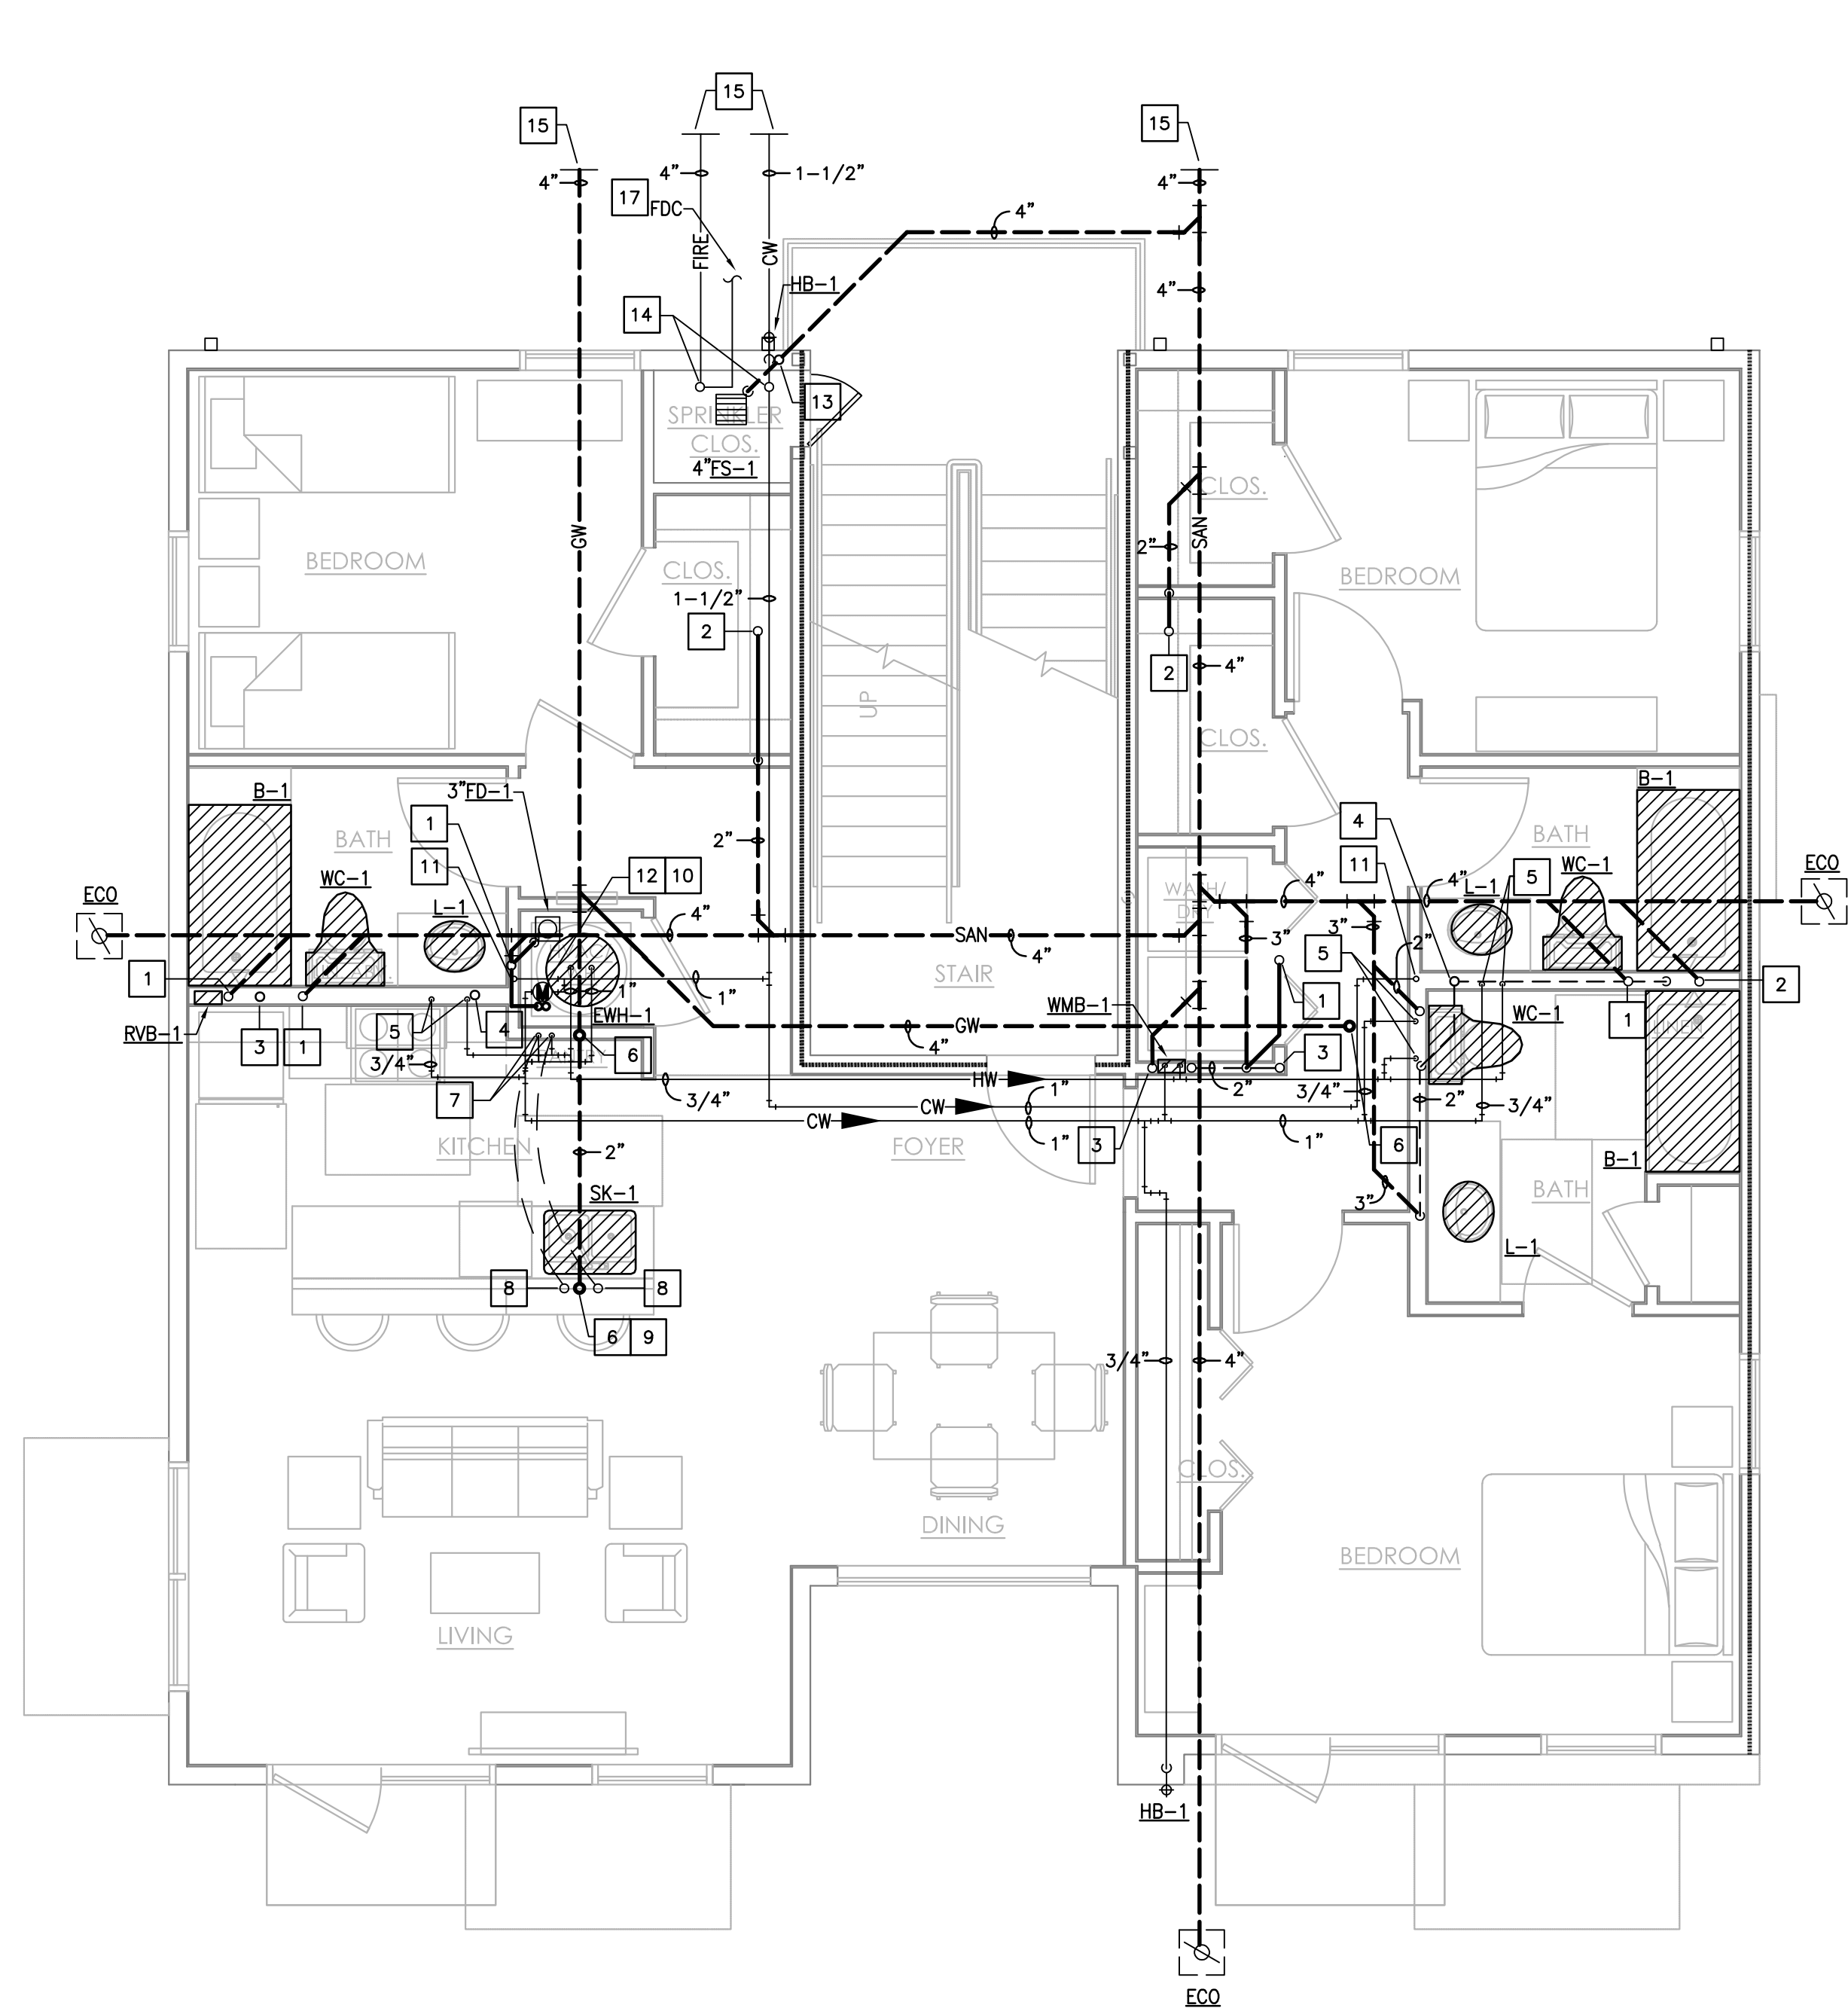 15
15
15
4"
4"
1-1/2"
4"
17
FDC
4"
FIRE
CW
HB-1
4"
14
13
SPRINKLER
CLOS.
4"FS-1
CLOS.
GW
SAN
2"
BEDROOM
CLOS.
1-1/2"
BEDROOM
2
2
4"
UP
CLOS.
B-1
3"FD-1
B-1
1
BATH
2"
4
BATH
11
12
10
11
5
ECO
WC-1
WASH/
DRY
4"
4"
WC-1
ECO
L-1
L-1
4"
SAN
4"
3"
3"
2"
1
STAIR
5
1"
1"
WMB-1
1
2
EWH-1
M
GW
WC-1
RVB-1
3
1
5
4
6
4"
3
1
LINEN
3/4"
HW
2"
3/4"
2"
3/4"
7
3/4"
CW
1"
CW
1"
1"
KITCHEN
FOYER
3
6
2"
B-1
SK-1
3"
BATH
L-1
8
8
6
9
3/4"
4"
CLOS.
DINING
BEDROOM
LIVING
HB-1
ECO